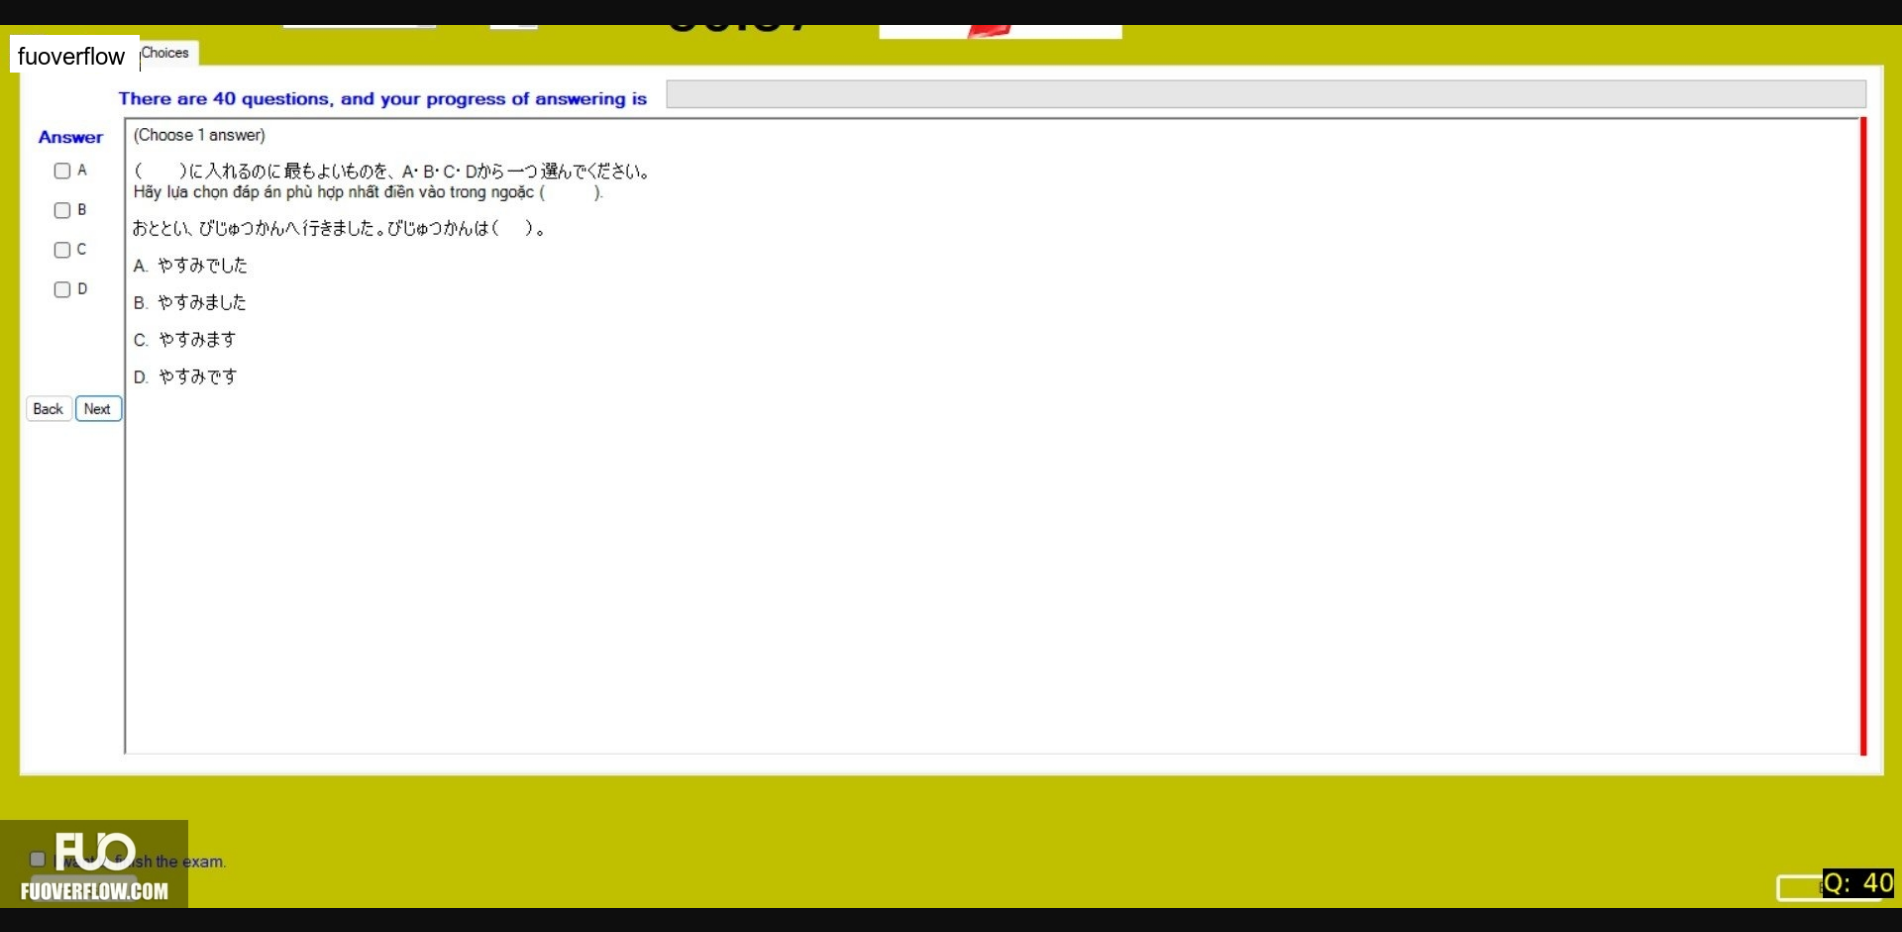 fuoverflow
Choices
There are 40 questions, and your progress of answering is
Answer
(Choose 1 answer)
A
B
C
D
(　　)に入れるのに最もよいものを、A・B・C・Dから一つ選んでください。
Hãy lựa chọn đáp án phù hợp nhất điền vào trong ngoặc (　　).
おととい、びじゅつかんへ行きました。びじゅつかんは(　)。
A. やすみでした
B. やすみました
C. やすみます
D. やすみです
Back Next
FUO
sh the exam.
FUOVERFLOW.COM
Q: 40